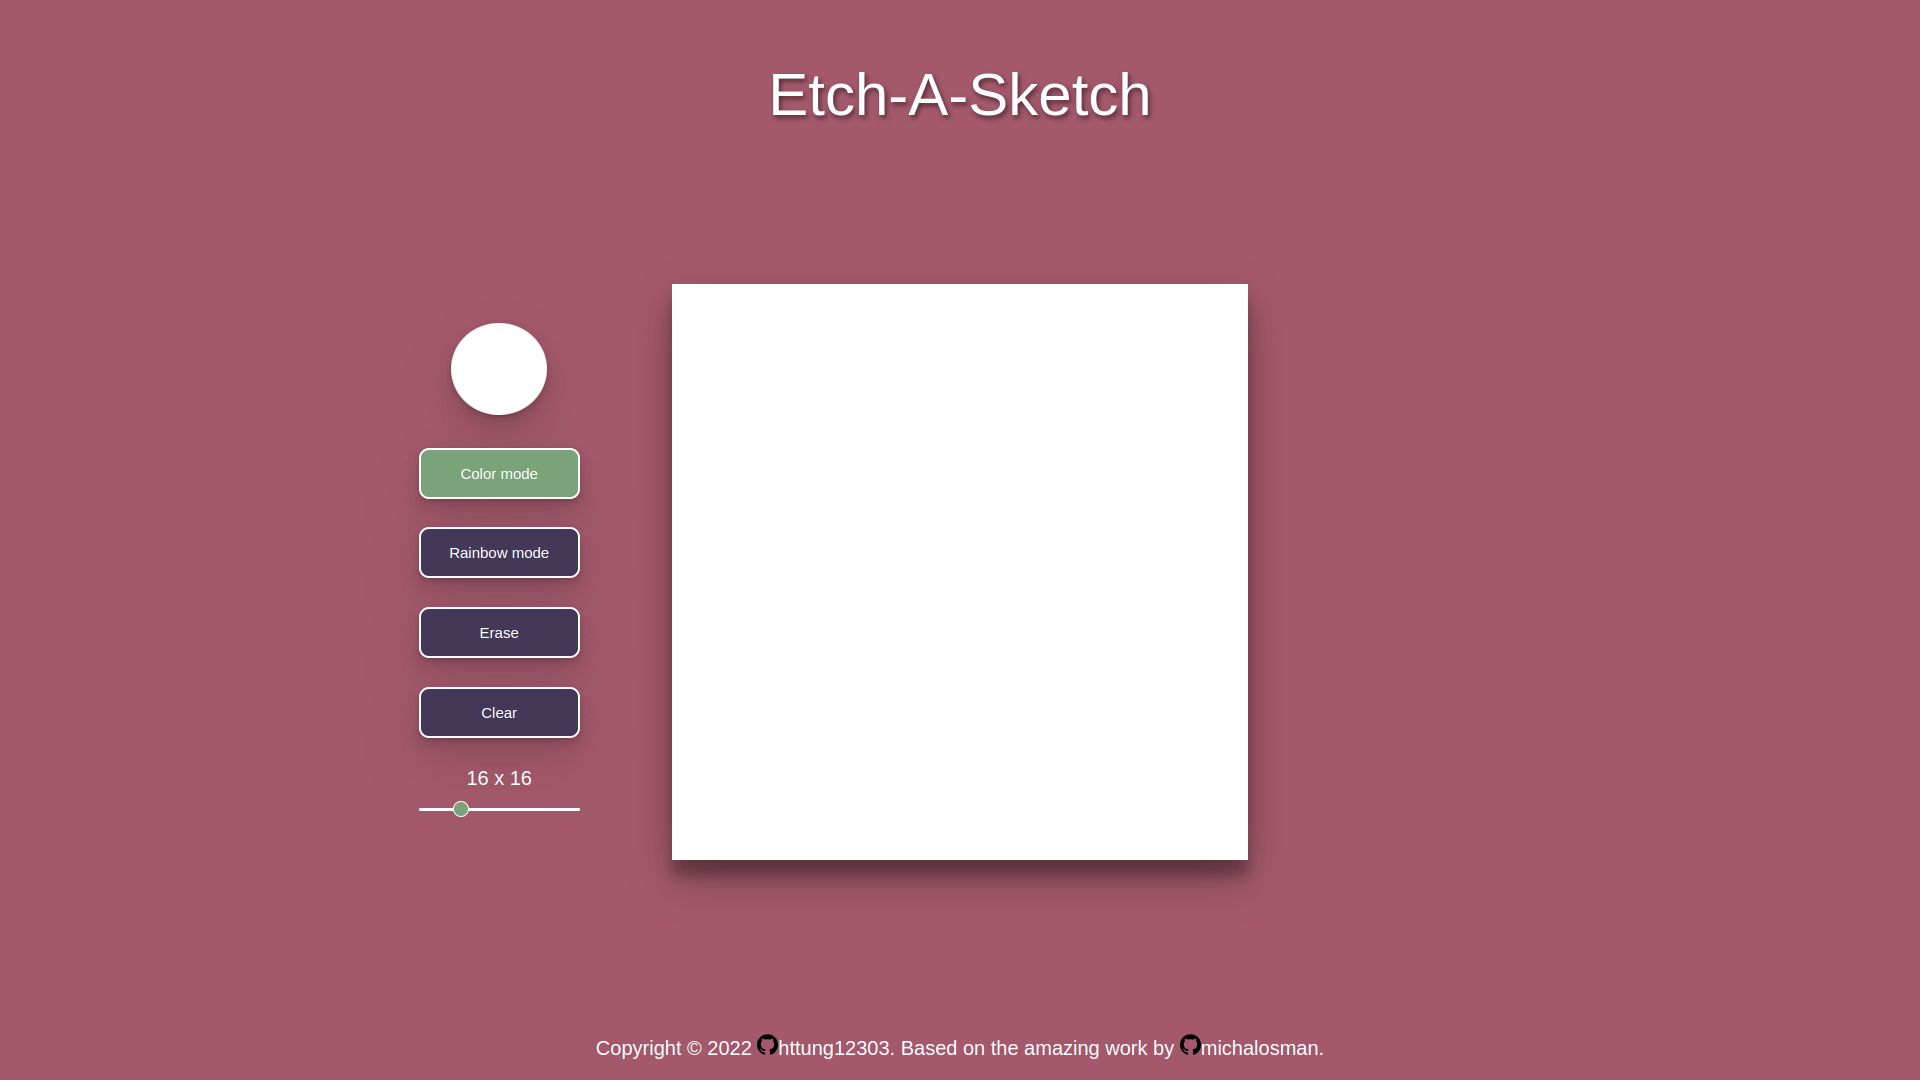 Etch-A-Sketch
Color mode
Rainbow mode
Erase
Clear
16 x 16
Copyright © 2022 httung12303. Based on the amazing work by michalosman.